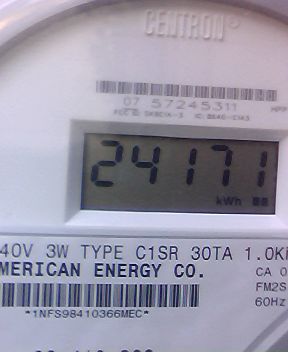 CENTRON®
07 57245311
24171
kWh
40V 3W TYPE C1SR 30TA 1.0K
MERICAN ENERGY CO.
CA 0
FM2S
60Hz
*1NFS98410366MEC*